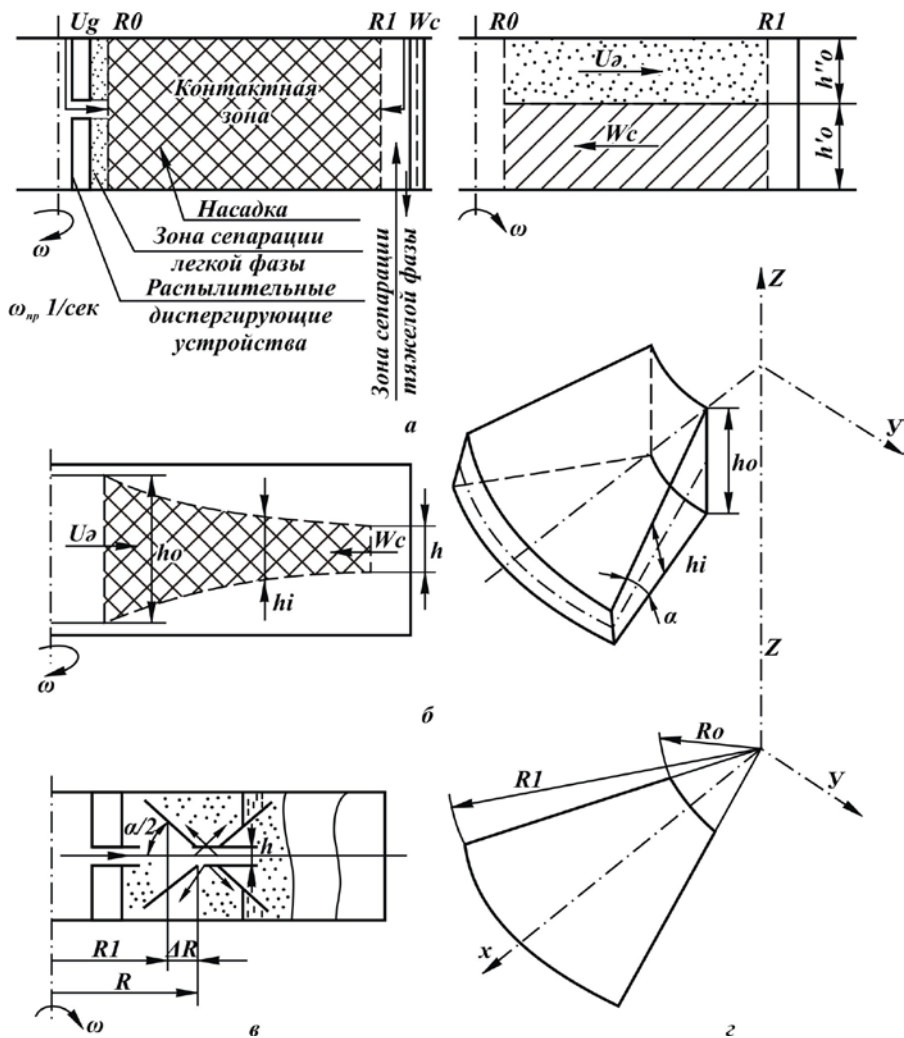 Ug R0 R1 Wc
Контактная
зона
Насадка
Зона сепарации
легкой фазы
Распылительные
диспергирующие
устройства
ω
ωпр 1/сек
Зона сепарации
тяжелой фазы
а
R0 R1
Uэ
Wc
h''o
h'o
ω
Z
У
ho
hi
α
Uэ
ho
hi
Wc
h
ω
б
Z
Ro
R1
У
x
г
α/2
h
R1 ΔR
R
ω
в